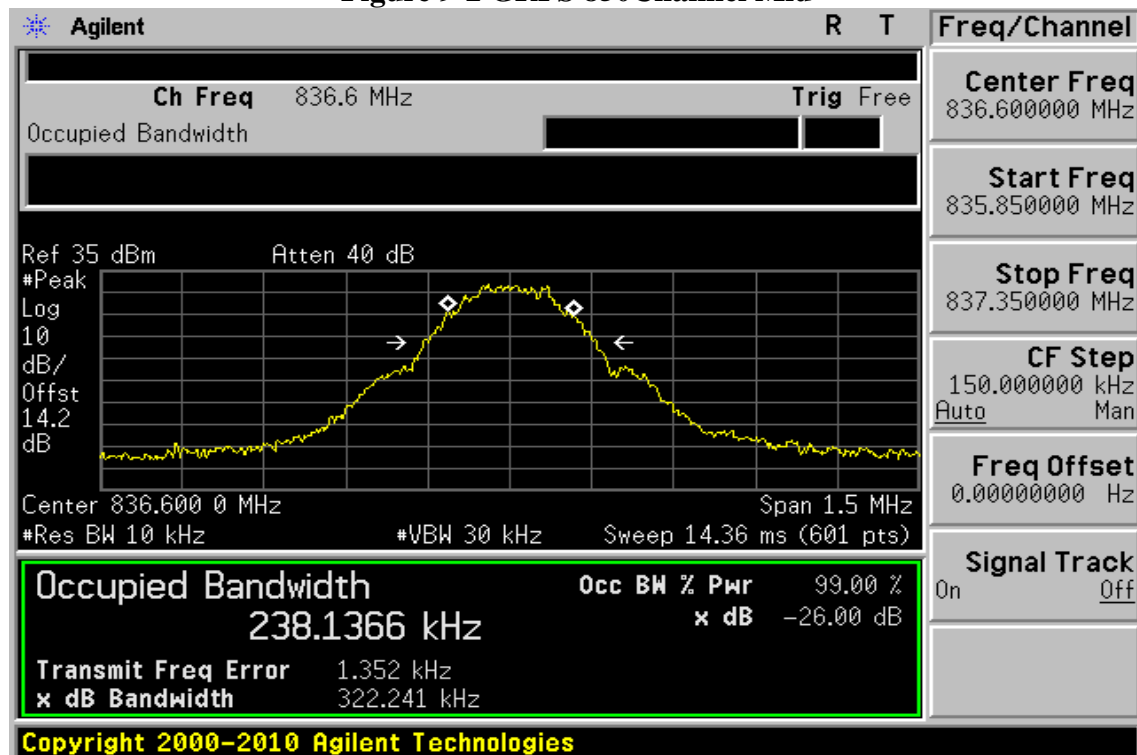 Agilent R T Freq/Channel
Ch Freq 836.6 MHz Trig Free
Occupied Bandwidth
Center Freq
836.600000 MHz
Start Freq
835.850000 MHz
Stop Freq
837.350000 MHz
CF Step
150.000000 kHz
Auto Man
Freq Offset
0.00000000 Hz
Signal Track
On Off
Ref 35 dBm Atten 40 dB
#Peak
Log
10
dB/
Offst
14.2
dB
Center 836.600 0 MHz Span 1.5 MHz
#Res BW 10 kHz #VBW 30 kHz Sweep 14.36 ms (601 pts)
Occupied Bandwidth Occ BW % Pwr 99.00 %
238.1366 kHz x dB -26.00 dB
Transmit Freq Error 1.352 kHz
x dB Bandwidth 322.241 kHz
Copyright 2000-2010 Agilent Technologies